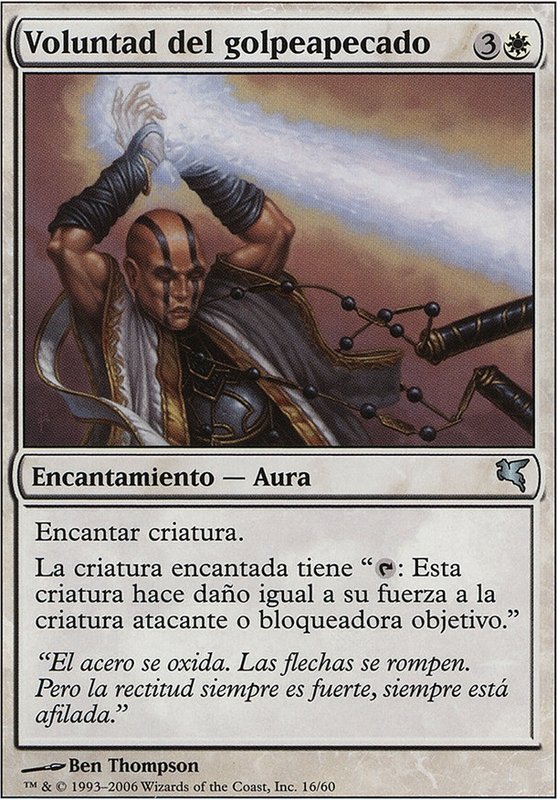 Voluntad del golpeapecado 3
Encantamiento — Aura
Encantar criatura.
La criatura encantada tiene “: Esta
criatura hace daño igual a su fuerza a la
criatura atacante o bloqueadora objetivo.”
“El acero se oxida. Las flechas se rompen.
Pero la rectitud siempre es fuerte, siempre está
afilada.”
Ben Thompson
™ & © 1993–2006 Wizards of the Coast, Inc. 16/60